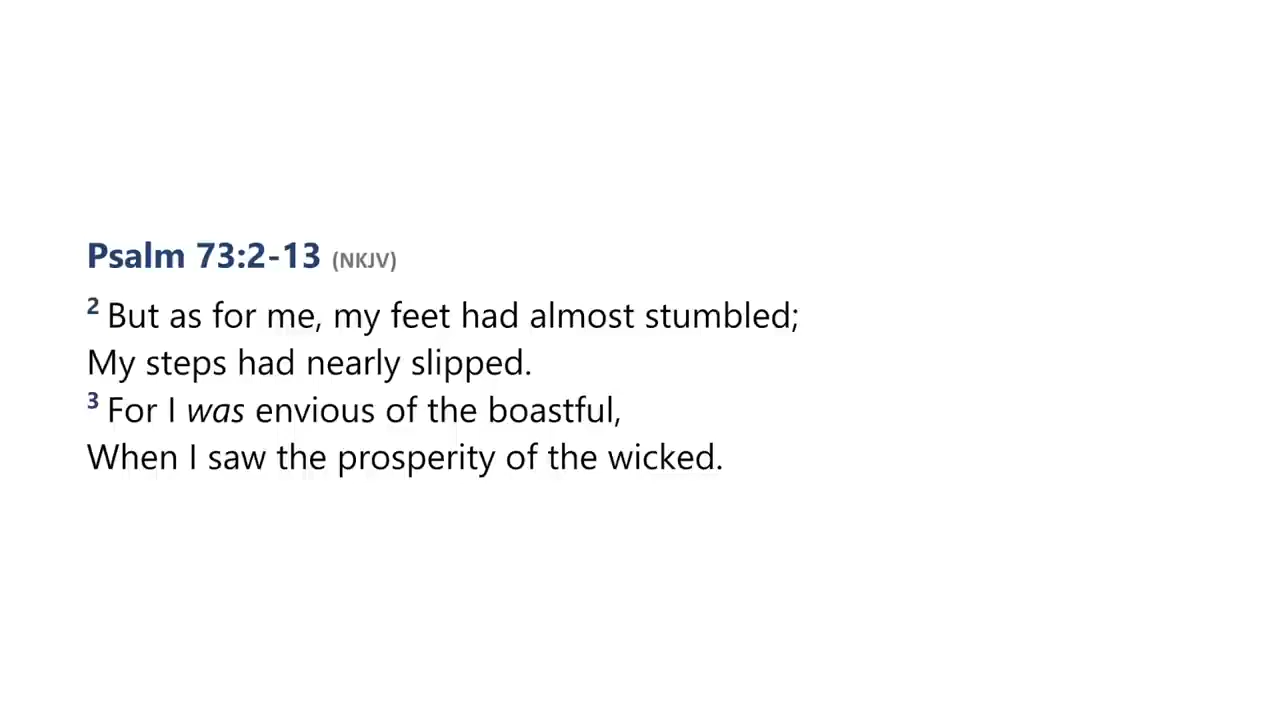 Psalm 73:2-13 (NKJV)
2 But as for me, my feet had almost stumbled;
My steps had nearly slipped.
3 For I was envious of the boastful,
When I saw the prosperity of the wicked.